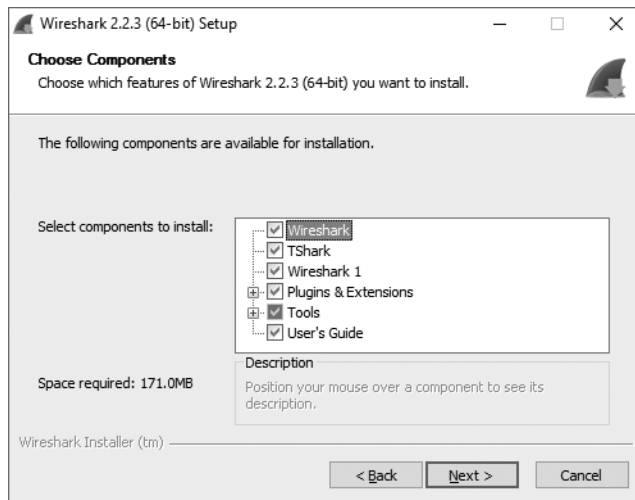 Wireshark 2.2.3 (64-bit) Setup
Choose Components
Choose which features of Wireshark 2.2.3 (64-bit) you want to install.
The following components are available for installation.
Select components to install:
Wireshark
TShark
Wireshark 1
Plugins & Extensions
Tools
User's Guide
Space required: 171.0MB
Description
Position your mouse over a component to see its
description.
Wireshark Installer (tm)
< Back
Next >
Cancel